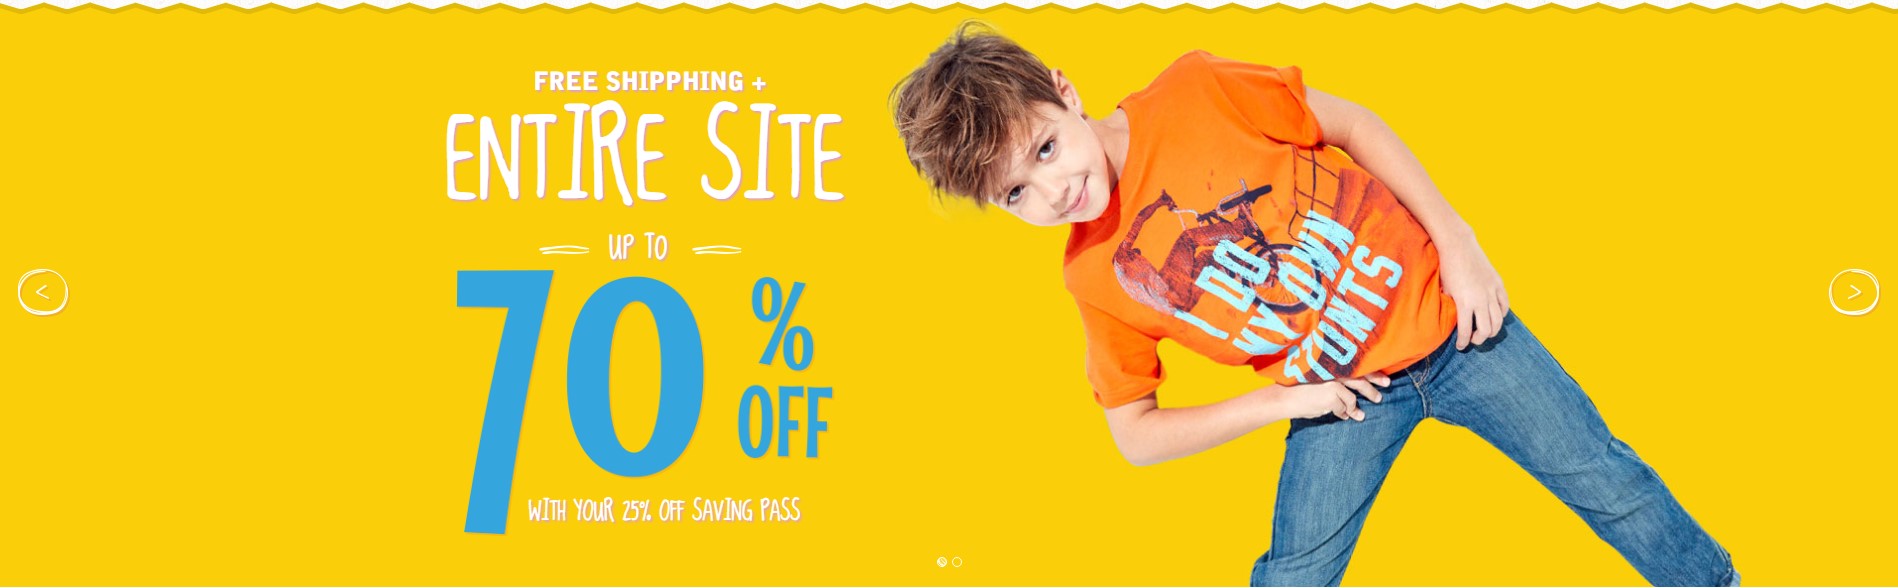 FREE SHIPPHING +
ENTIRE SITE
UP TO
70% OFF
WITH YOUR 25% OFF SAVING PASS
I DO
MY OWN
STUNTS